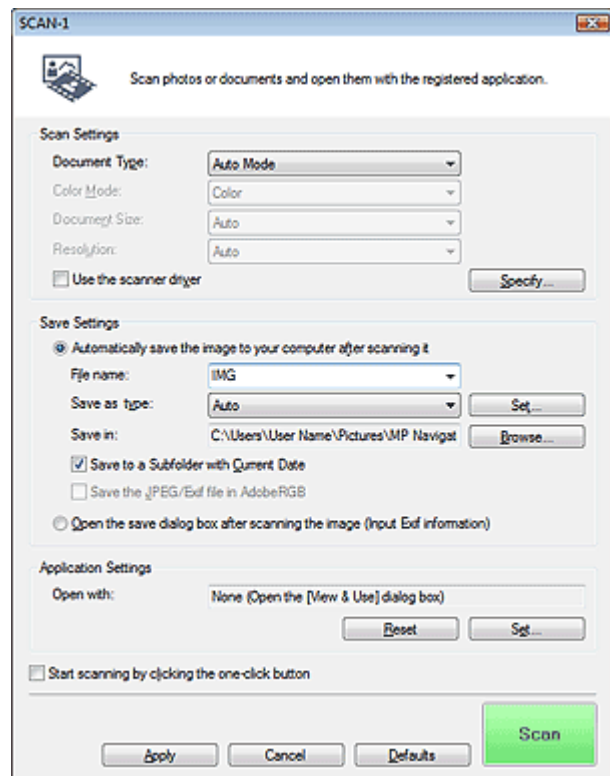 SCAN-1
Scan photos or documents and open them with the registered application.
Scan Settings
Document Type: Auto Mode
Color Mode: Color
Document Size: Auto
Resolution: Auto
Use the scanner driver Specify...
Save Settings
Automatically save the image to your computer after scanning it
File name: IMG
Save as type: Auto Set...
Save in: C:\Users\User Name\Pictures\MP Navigat Browse...
Save to a Subfolder with Current Date
Save the JPEG/Exif file in AdobeRGB
Open the save dialog box after scanning the image (Input Exif information)
Application Settings
Open with: None (Open the [View & Use] dialog box)
Reset Set...
Start scanning by clicking the one-click button
Scan
Apply Cancel Defaults